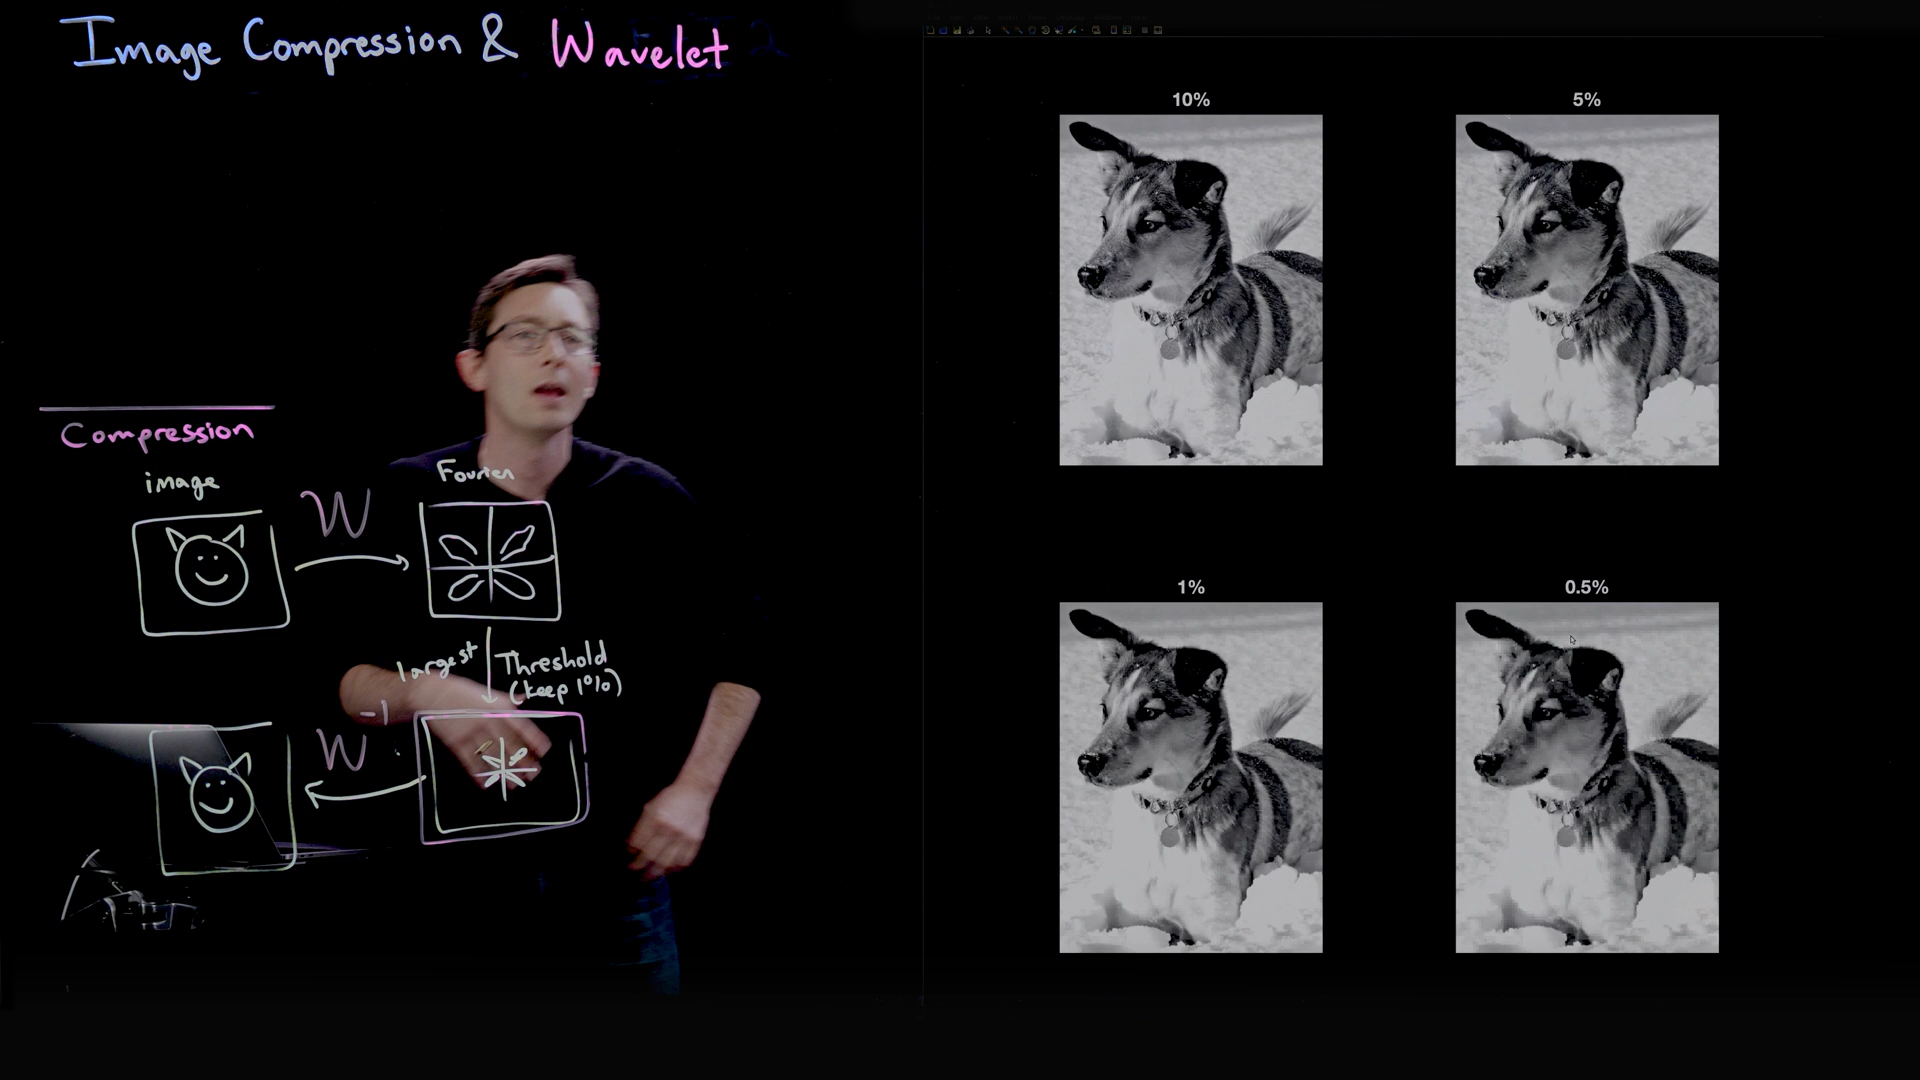 Image Compression & Wavelet
Compression
image
W
Fourier
largest
Threshold
(keep 1%)
W -1
10%
5%
1%
0.5%